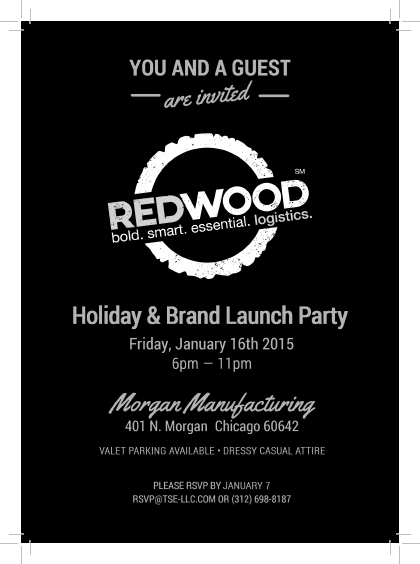 YOU AND A GUEST
are invited
REDWOOD SM
bold. smart. essential. logistics.
Holiday & Brand Launch Party
Friday, January 16th 2015
6pm — 11pm
Morgan Manufacturing
401 N. Morgan Chicago 60642
VALET PARKING AVAILABLE • DRESSY CASUAL ATTIRE
PLEASE RSVP BY JANUARY 7
RSVP@TSE-LLC.COM OR (312) 698-8187